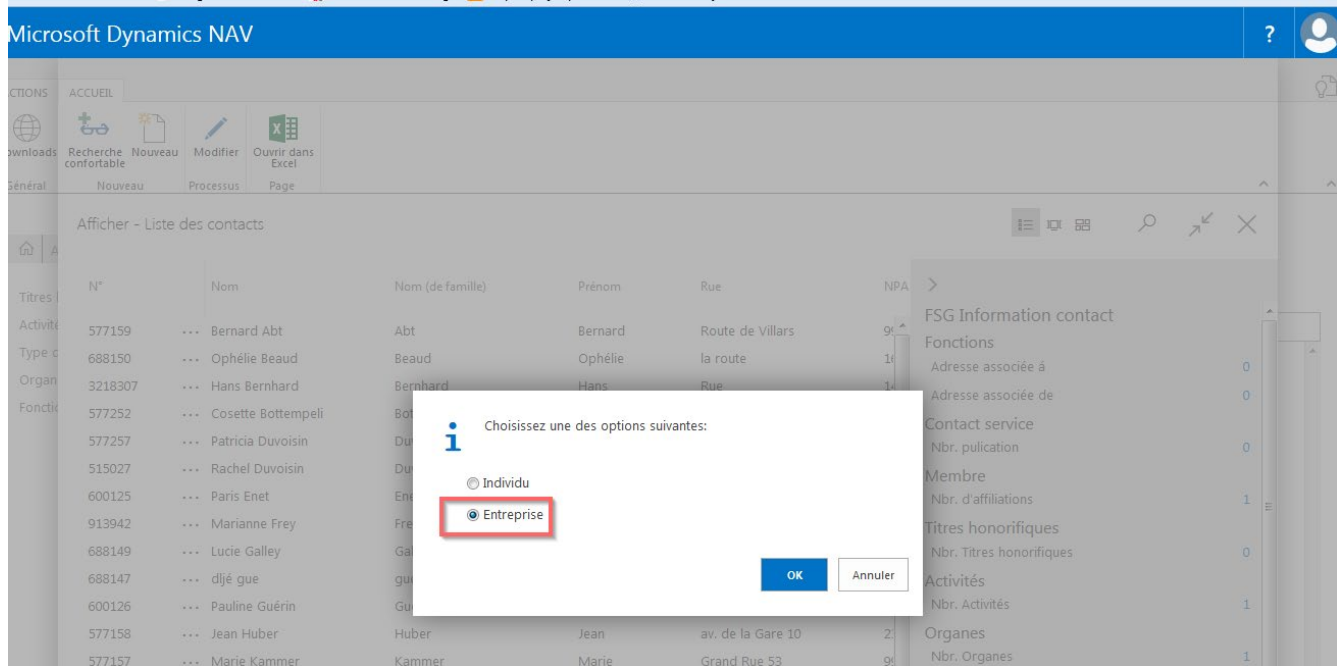 Microsoft Dynamics NAV ?
CTIONS ACCUEIL
Recherche confortable Nouveau Modifier Ouvrir dans Excel
Général Nouveau Processus Page
Afficher - Liste des contacts
N° Nom Nom (de famille) Prénom Rue NPA
577159 ... Bernard Abt Abt Bernard Route de Villars
688150 ... Ophélie Beaud Beaud Ophélie la route
3218307 ... Hans Bernhard Bernhard Hans Rue
577252 ... Cosette Bottempeli
577257 ... Patricia Duvoisin
515027 ... Rachel Duvoisin
600125 ... Paris Enet
913942 ... Marianne Frey
688149 ... Lucie Galley
688147 ... dljé gue
600126 ... Pauline Guérin
577158 ... Jean Huber Huber Jean av. de la Gare 10
577157 ... Marie Kammer Kammer Marie Grand Rue 53
Choisissez une des options suivantes:
Individu
Entreprise
OK Annuler
FSG Information contact
Fonctions
Adresse associée á 0
Adresse associée de 0
Contact service
Nbr. pulication 0
Membre
Nbr. d'affiliations 1
Titres honorifiques
Nbr. Titres honorifiques 0
Activités
Nbr. Activités 1
Organes
Nbr. Organes 1